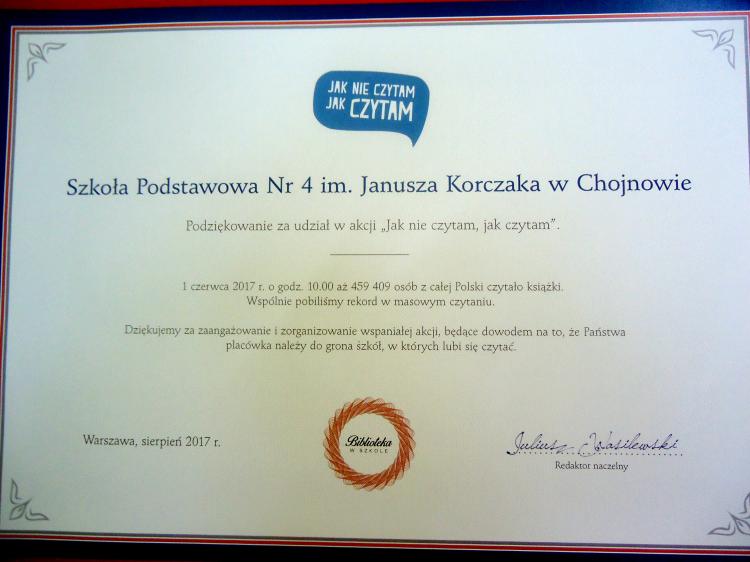 JAK NIE CZYTAM
JAK CZYTAM
Szkoła Podstawowa Nr 4 im. Janusza Korczaka w Chojnowie
Podziękowanie za udział w akcji „Jak nie czytam, jak czytam”.
1 czerwca 2017 r. o godz. 10.00 aż 459 409 osób z całej Polski czytało książki.
Wspólnie pobiliśmy rekord w masowym czytaniu.
Dziękujemy za zaangażowanie i zorganizowanie wspaniałej akcji, będące dowodem na to, że Państwa
placówka należy do grona szkół, w których lubi się czytać.
Warszawa, sierpień 2017 r.
Biblioteka
W SZKOLE
Juliusz Wasilewski
Redaktor naczelny